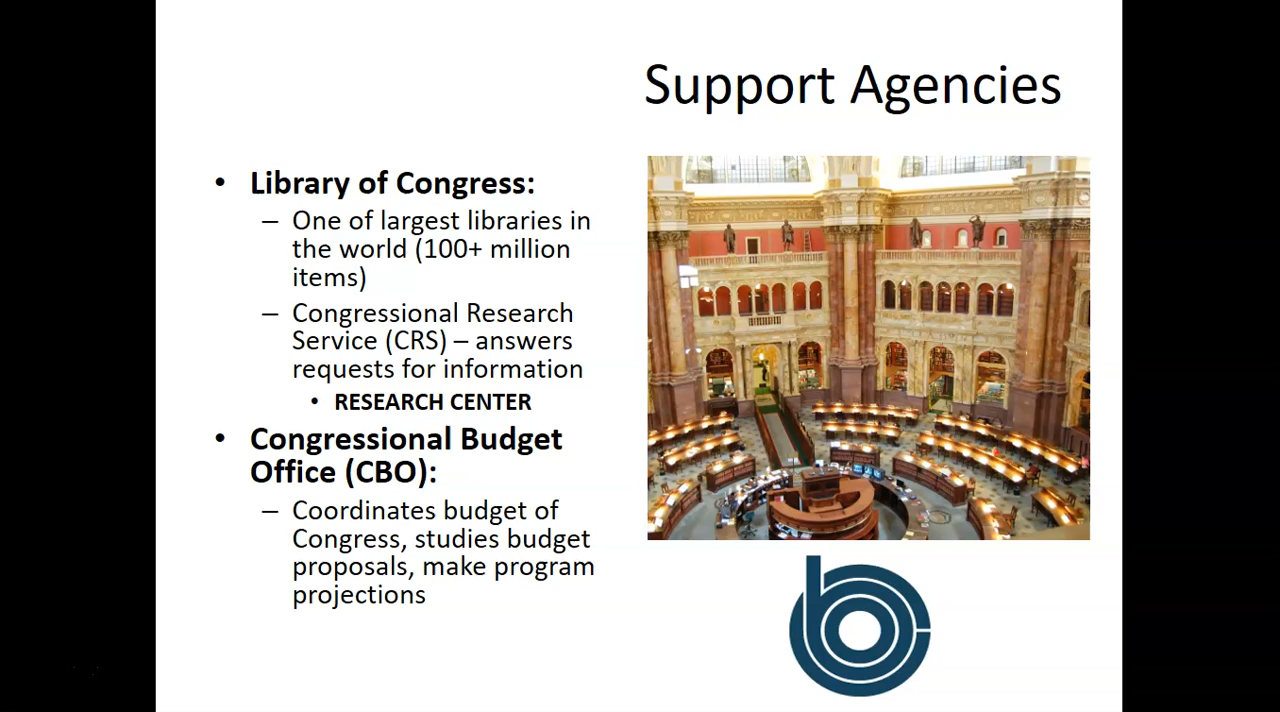 Support Agencies
• Library of Congress:
– One of largest libraries in
the world (100+ million
items)
– Congressional Research
Service (CRS) – answers
requests for information
• RESEARCH CENTER
• Congressional Budget
Office (CBO):
– Coordinates budget of
Congress, studies budget
proposals, make program
projections
cbo